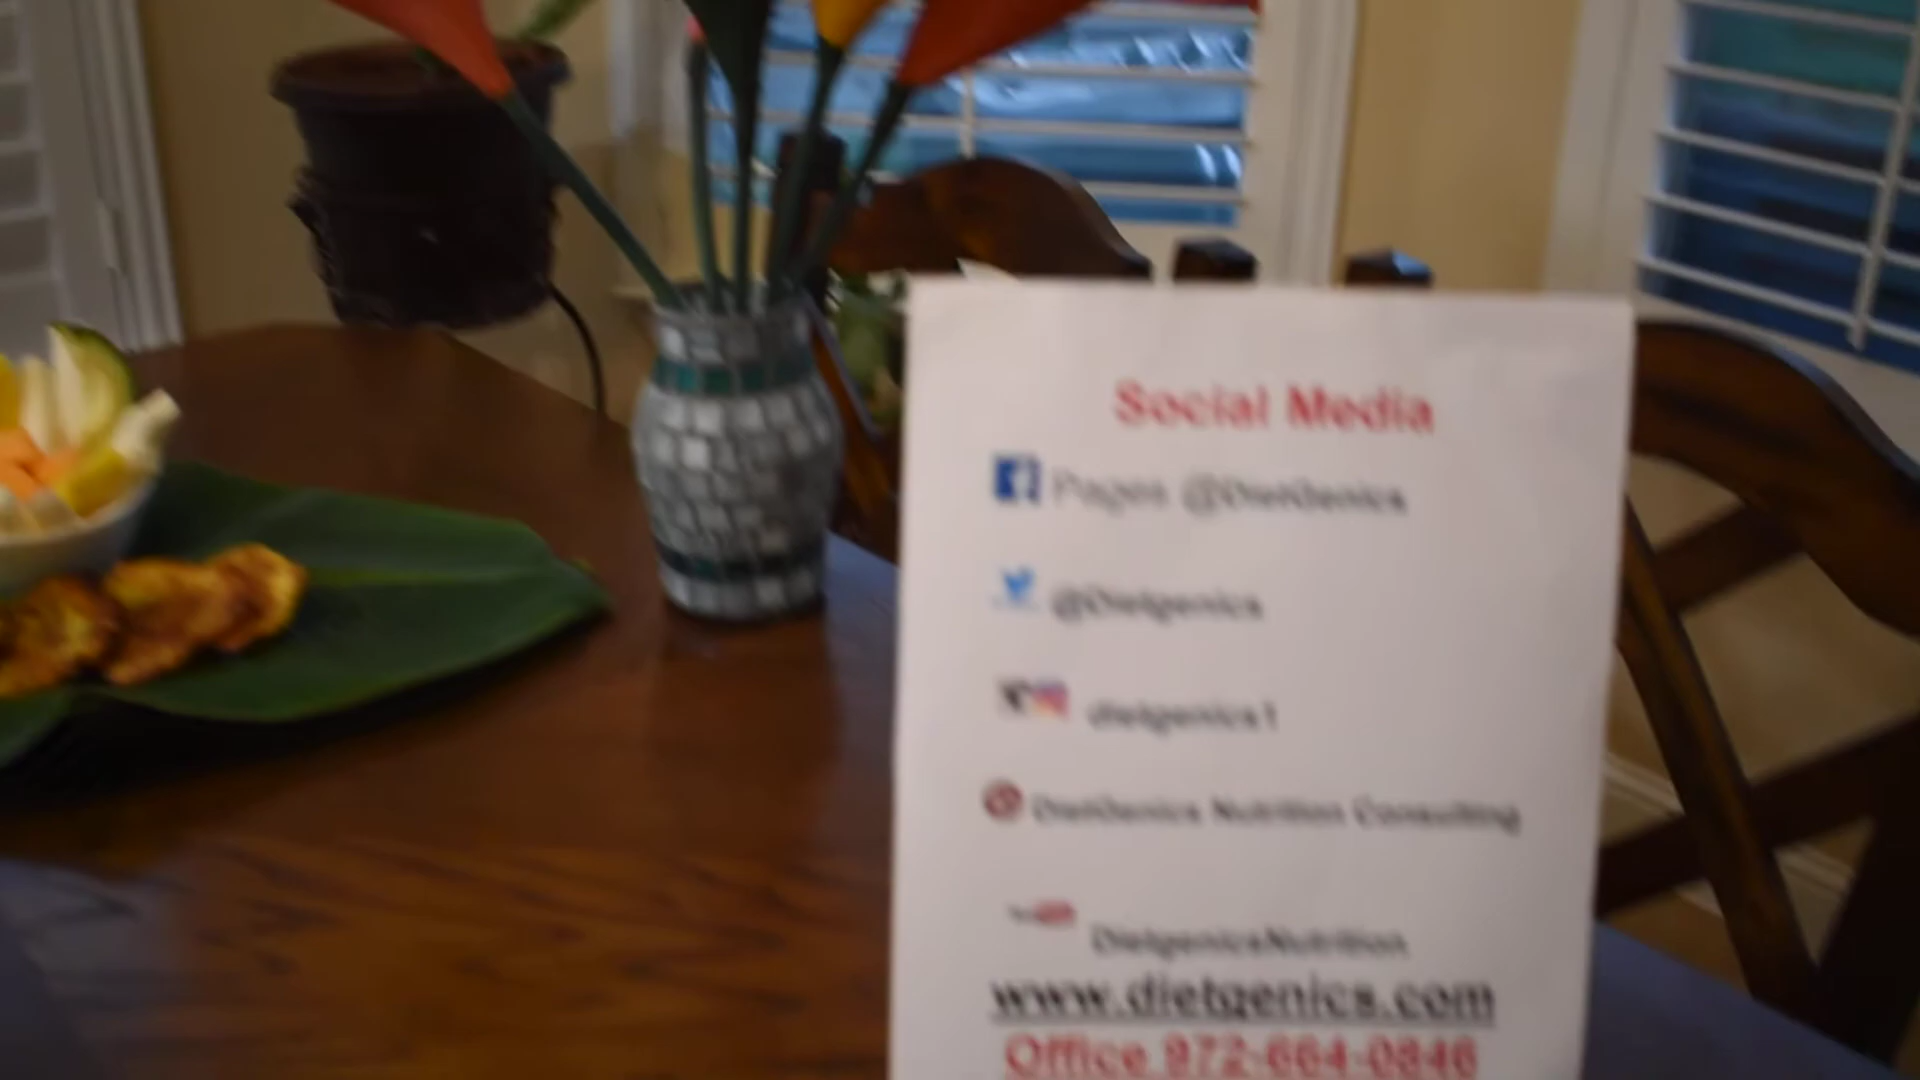 Social Media
Pages @DietGenics
@Dietgenics
dietgenics1
DietGenics Nutrition Consulting
DietgenicsNutrition
www.dietgenics.com
Office 972-664-0846